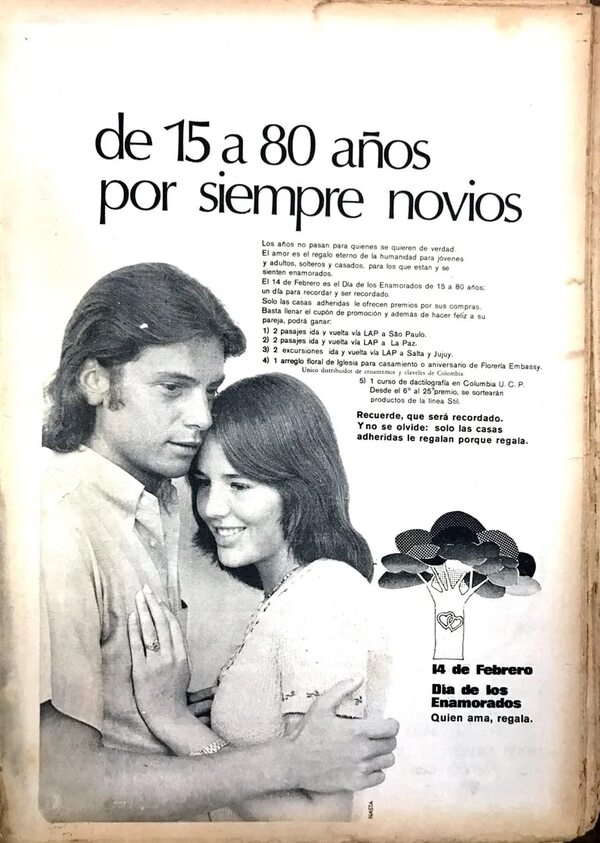 de 15 a 80 años
por siempre novios
Los años no pasan para quienes se quieren de verdad.
El amor es el regalo eterno de la humanidad para jóvenes
y adultos, solteros y casados, para los que estan y se
sienten enamorados.
El 14 de Febrero es el Día de los Enamorados de 15 a 80 años;
un día para recordar y ser recordado.
Solo las casas adheridas le ofrecen premios por sus compras.
Basta llenar el cupón de promoción y además de hacer feliz a su
pareja, podrá ganar:
1) 2 pasajes ida y vuelta vía LAP a São Paulo.
2) 2 pasajes ida y vuelta vía LAP a La Paz.
3) 2 excursiones ida y vuelta vía LAP a Salta y Jujuy.
4) 1 arreglo floral de Iglesia para casamiento o aniversario de Florería Embassy.
Unico distribuidor de crisantemos y claveles de Colombia.
5) 1 curso de dactilografía en Columbia U.C.P.
Desde el 6º al 25º premio, se sortearán
productos de la línea Stil.
Recuerde, que será recordado.
Y no se olvide: solo las casas
adheridas le regalan porque regala.
14 de Febrero
Día de los
Enamorados
Quien ama, regala.
NASTA